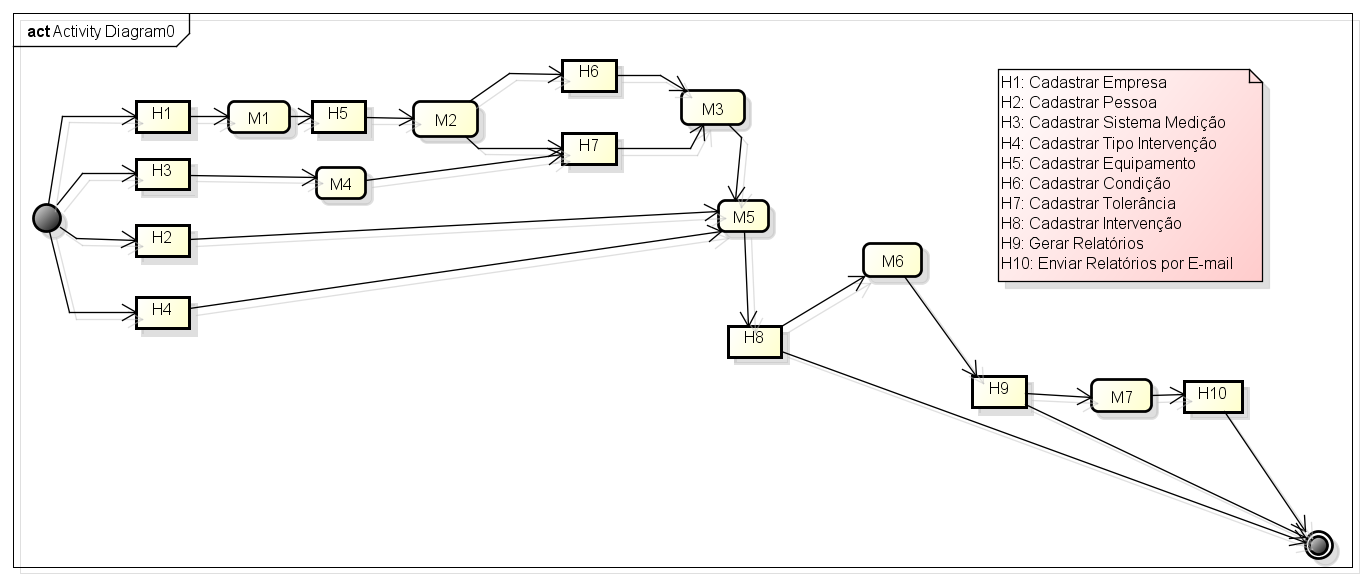 act Activity Diagram0
H1
M1
H5
M2
H6
H7
M3
H3
M4
H2
M5
H4
H8
M6
H9
M7
H10
H1: Cadastrar Empresa
H2: Cadastrar Pessoa
H3: Cadastrar Sistema Medição
H4: Cadastrar Tipo Intervenção
H5: Cadastrar Equipamento
H6: Cadastrar Condição
H7: Cadastrar Tolerância
H8: Cadastrar Intervenção
H9: Gerar Relatórios
H10: Enviar Relatórios por E-mail